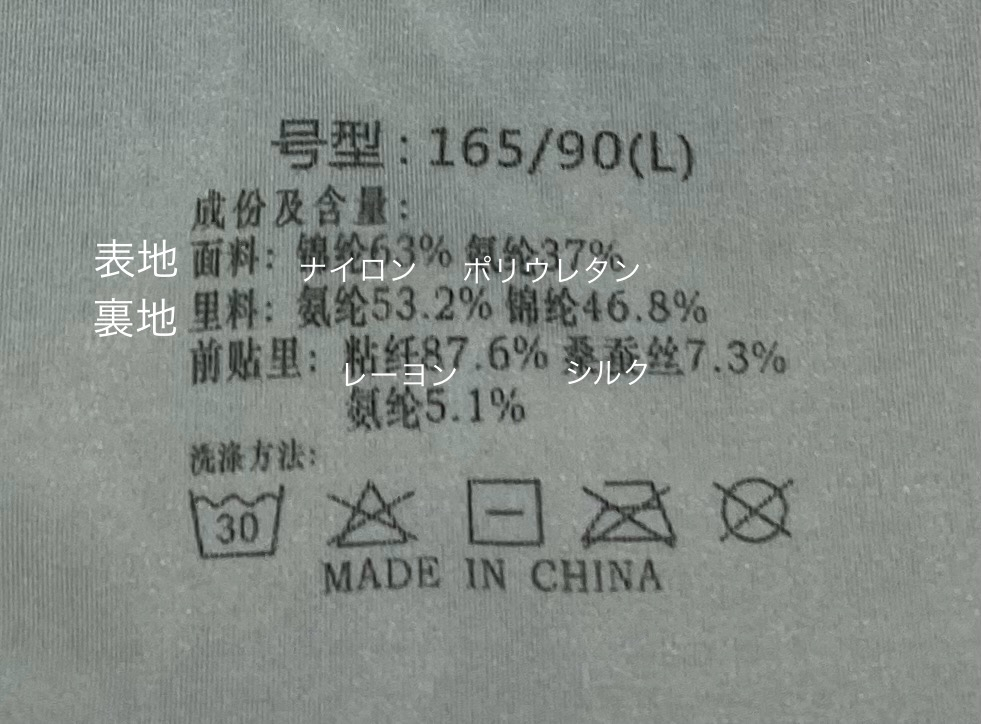 号型:165/90(L)
成份及含量:
表地 面料:锦纶63% 氨纶37%
ナイロン ポリウレタン
裏地 里料:氨纶53.2% 锦纶46.8%
前贴里:粘纤87.6% 桑蚕丝7.3%
レーヨン シルク
氨纶5.1%
洗涤方法:
30
MADE IN CHINA